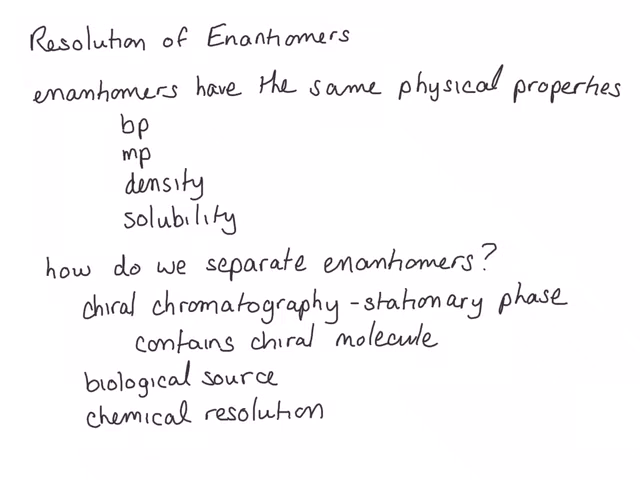 Resolution of Enantiomers
enantiomers have the same physical properties
bp
mp
density
solubility
how do we separate enantiomers?
chiral chromatography - stationary phase
contains chiral molecule
biological source
chemical resolution